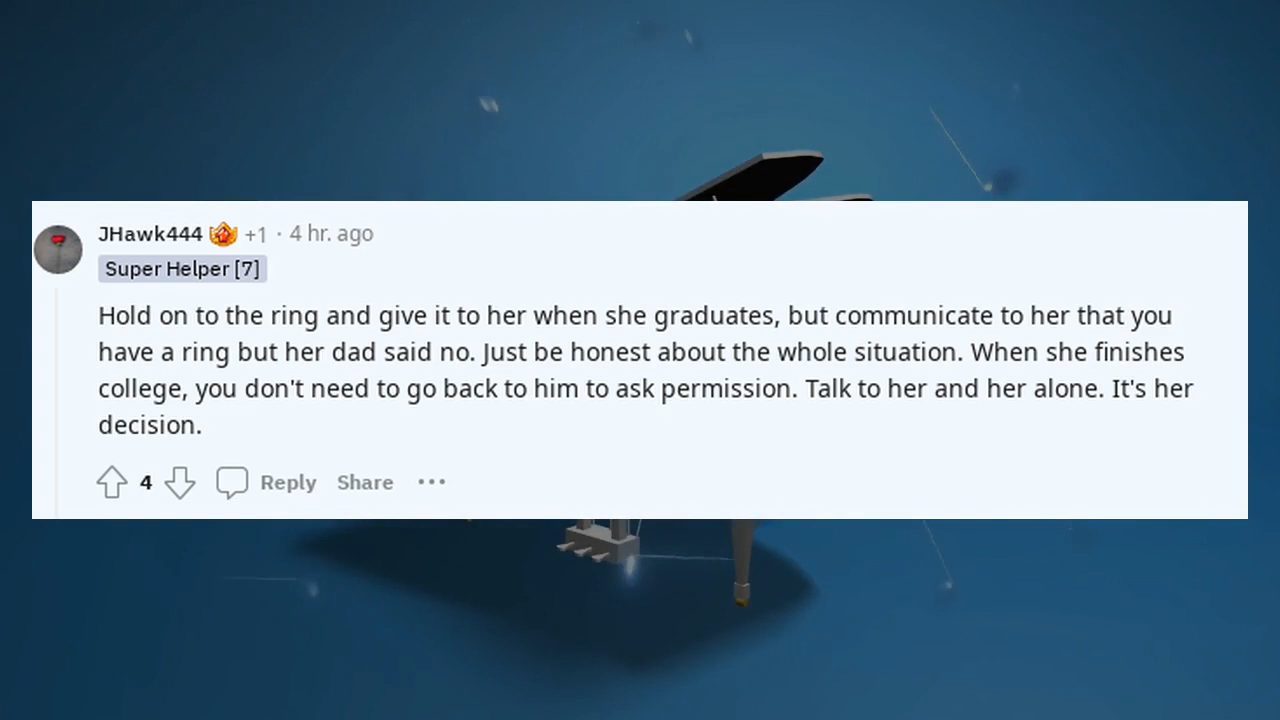 JHawk444 +1 · 4 hr. ago
Super Helper [7]
Hold on to the ring and give it to her when she graduates, but communicate to her that you
have a ring but her dad said no. Just be honest about the whole situation. When she finishes
college, you don't need to go back to him to ask permission. Talk to her and her alone. It's her
decision.
4 Reply Share •••